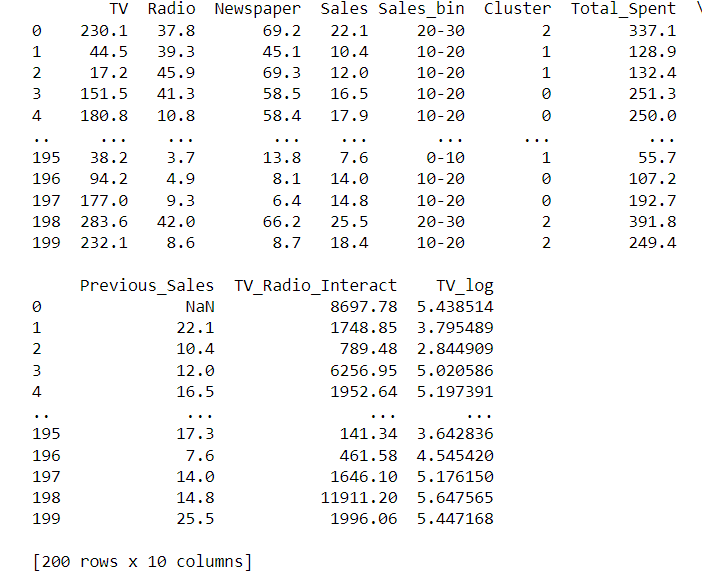 TV Radio Newspaper Sales Sales_bin Cluster Total_Spent \
0 230.1 37.8 69.2 22.1 20-30 2 337.1
1 44.5 39.3 45.1 10.4 10-20 1 128.9
2 17.2 45.9 69.3 12.0 10-20 1 132.4
3 151.5 41.3 58.5 16.5 10-20 0 251.3
4 180.8 10.8 58.4 17.9 10-20 0 250.0
.. ... ... ... ... ... ... ...
195 38.2 3.7 13.8 7.6 0-10 1 55.7
196 94.2 4.9 8.1 14.0 10-20 0 107.2
197 177.0 9.3 6.4 14.8 10-20 0 192.7
198 283.6 42.0 66.2 25.5 20-30 2 391.8
199 232.1 8.6 8.7 18.4 10-20 2 249.4
Previous_Sales TV_Radio_Interact TV_log
0 NaN 8697.78 5.438514
1 22.1 1748.85 3.795489
2 10.4 789.48 2.844909
3 12.0 6256.95 5.020586
4 16.5 1952.64 5.197391
.. ... ... ...
195 17.3 141.34 3.642836
196 7.6 461.58 4.545420
197 14.0 1646.10 5.176150
198 14.8 11911.20 5.647565
199 25.5 1996.06 5.447168
[200 rows x 10 columns]